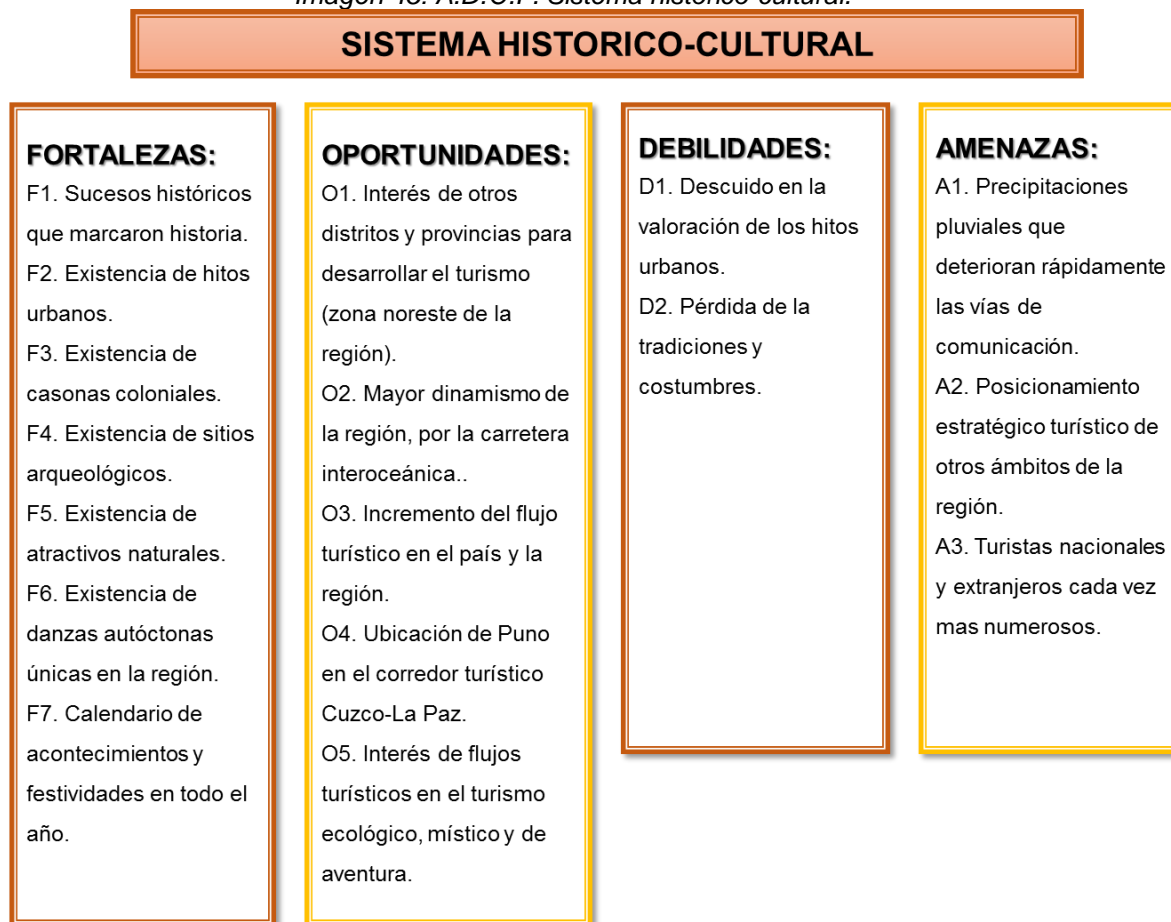 SISTEMA HISTORICO-CULTURAL
FORTALEZAS:
F1. Sucesos históricos
que marcaron historia.
F2. Existencia de hitos
urbanos.
F3. Existencia de
casonas coloniales.
F4. Existencia de sitios
arqueológicos.
F5. Existencia de
atractivos naturales.
F6. Existencia de
danzas autóctonas
únicas en la región.
F7. Calendario de
acontecimientos y
festividades en todo el
año.
OPORTUNIDADES:
O1. Interés de otros
distritos y provincias para
desarrollar el turismo
(zona noreste de la
región).
O2. Mayor dinamismo de
la región, por la carretera
interoceánica..
O3. Incremento del flujo
turístico en el país y la
región.
O4. Ubicación de Puno
en el corredor turístico
Cuzco-La Paz.
O5. Interés de flujos
turísticos en el turismo
ecológico, místico y de
aventura.
DEBILIDADES:
D1. Descuido en la
valoración de los hitos
urbanos.
D2. Pérdida de la
tradiciones y
costumbres.
AMENAZAS:
A1. Precipitaciones
pluviales que
deterioran rápidamente
las vías de
comunicación.
A2. Posicionamiento
estratégico turístico de
otros ámbitos de la
región.
A3. Turistas nacionales
y extranjeros cada vez
mas numerosos.